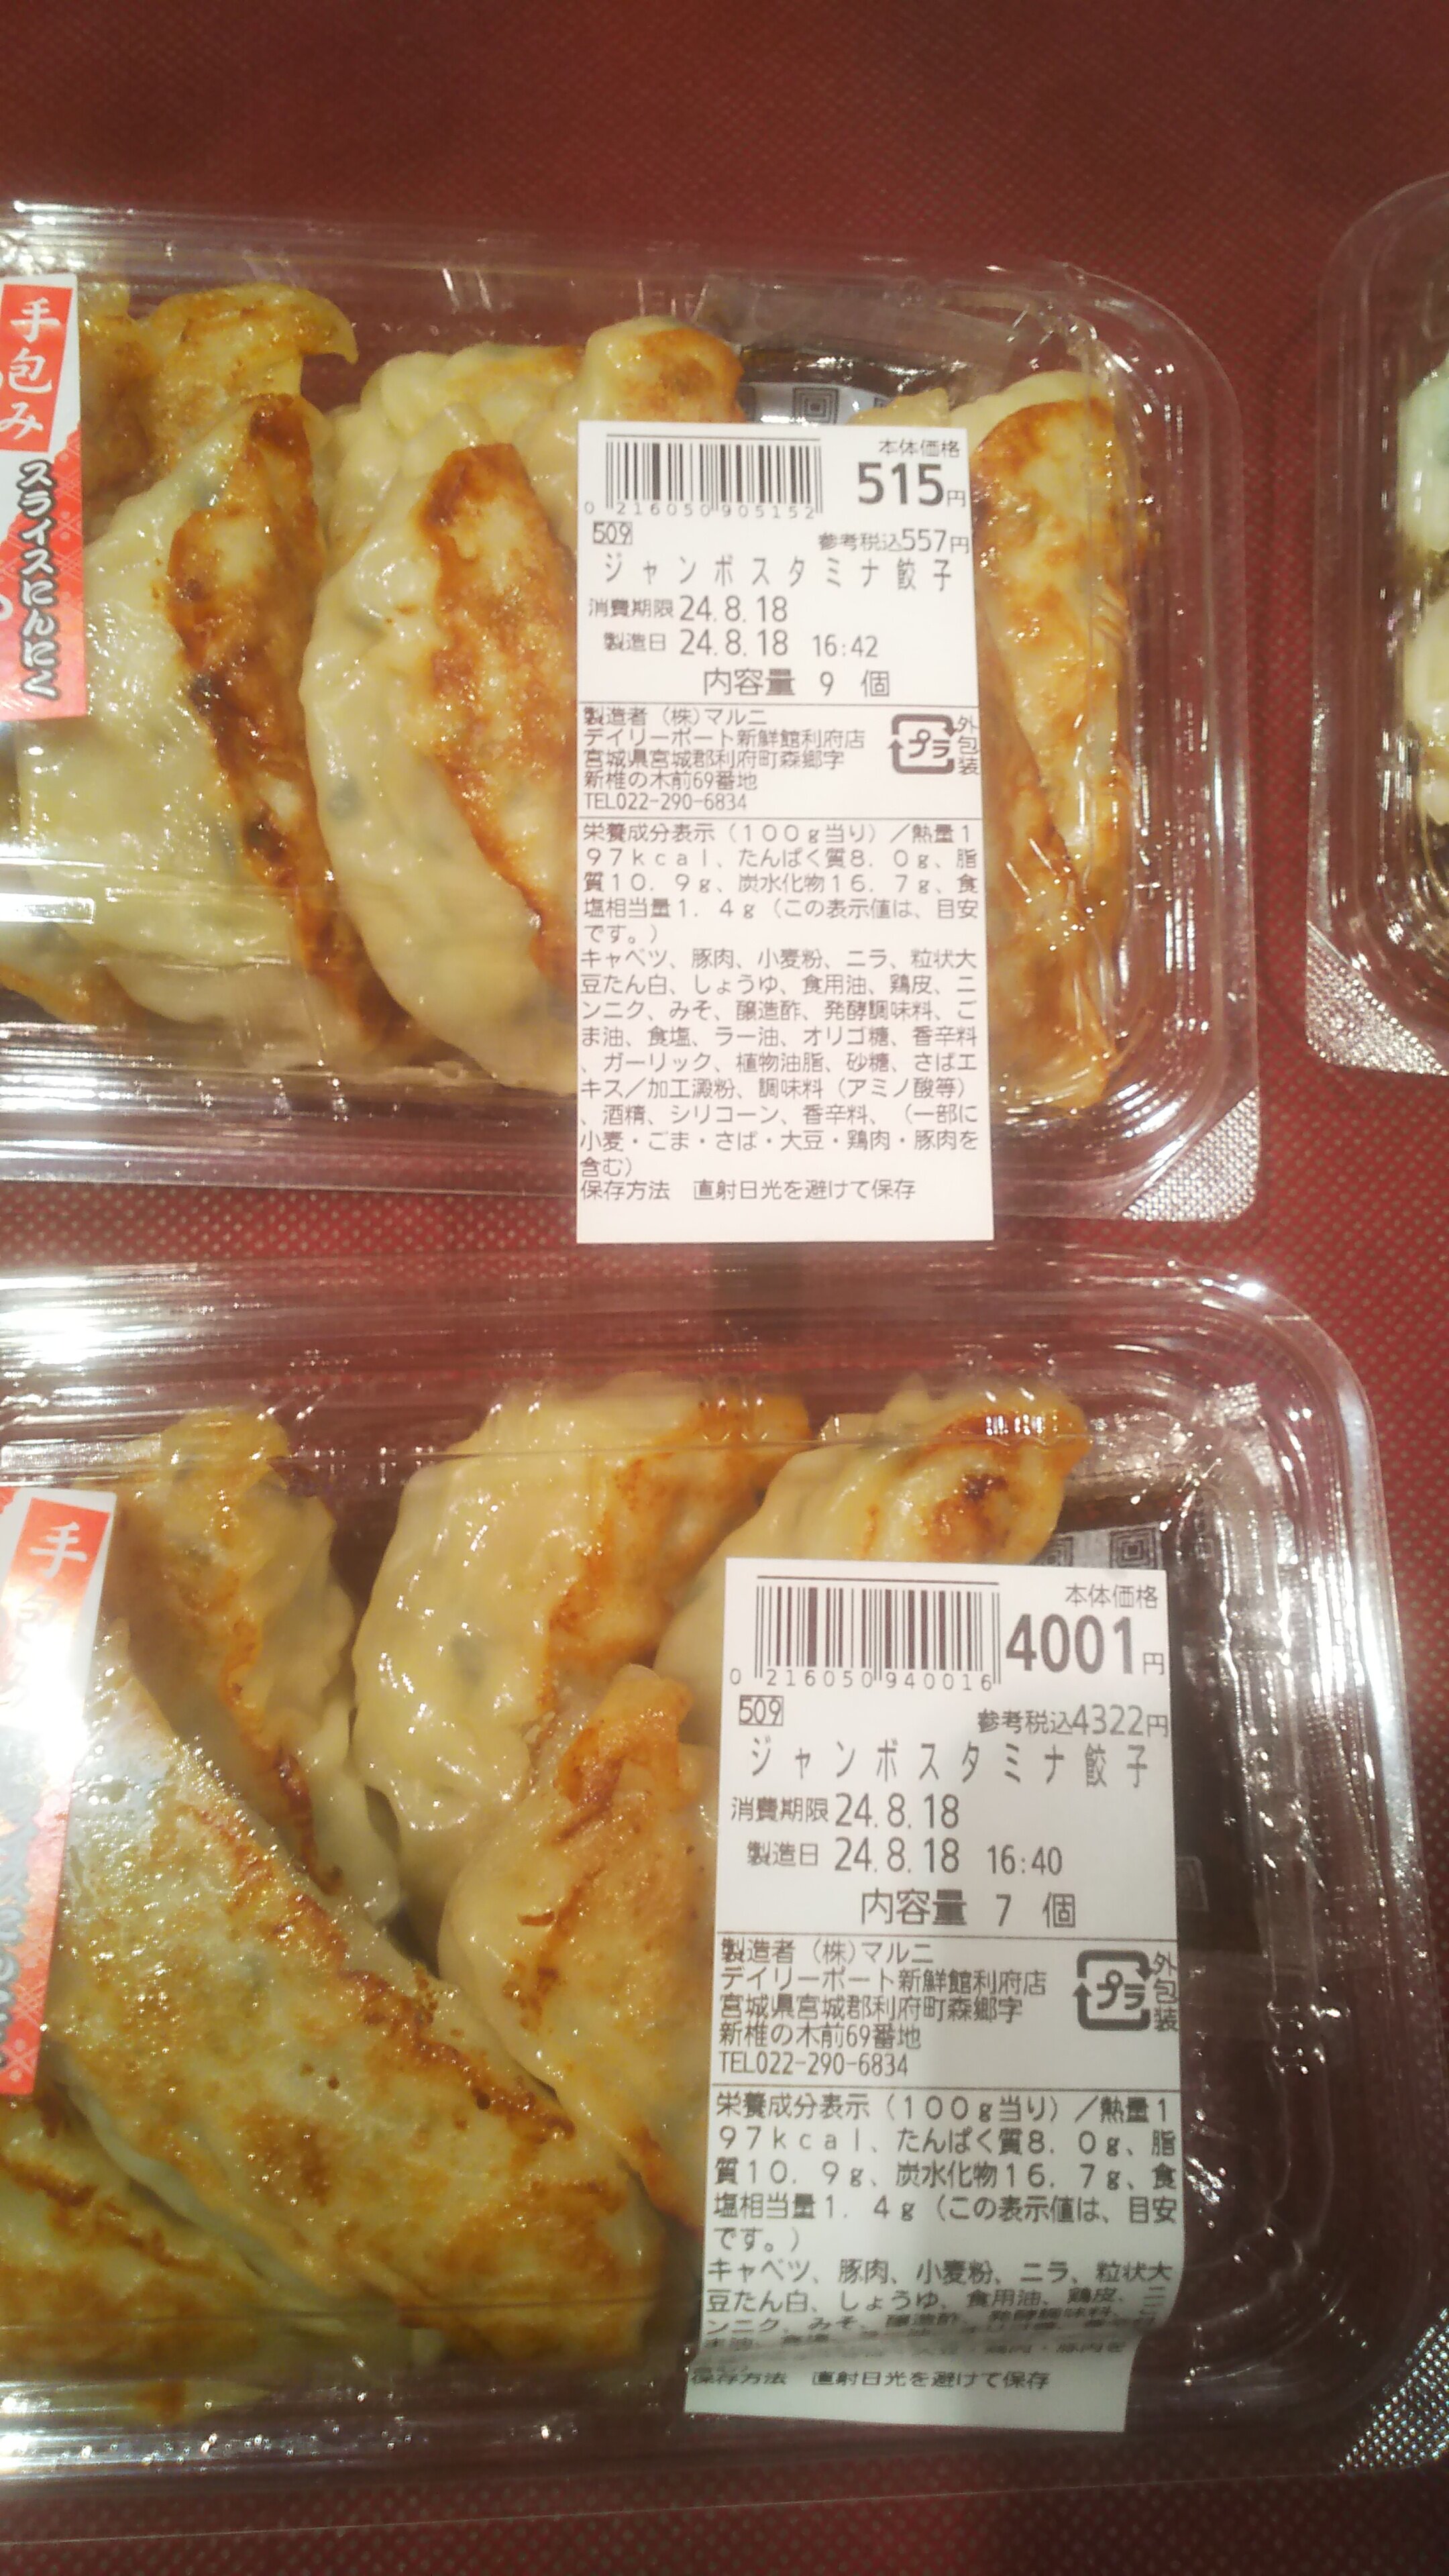 手包み
スライスにんにく
本体価格
515円
0 216050 905152
509
参考税込557円
ジャンボスタミナ餃子
消費期限 24.8.18
製造日 24.8.18 16:42
内容量 9 個
製造者 (株)マルニ
デイリーポート新鮮館利府店
宮城県宮城郡利府町森郷字
新椎の木前69番地
TEL022-290-6834
プラ
外包装
栄養成分表示(100g当り)/熱量1
97kcal、たんぱく質8.0g、脂
質10.9g、炭水化物16.7g、食
塩相当量1.4g(この表示値は、目安
です。)
キャベツ、豚肉、小麦粉、ニラ、粒状大
豆たん白、しょうゆ、食用油、鶏皮、ニ
ンニク、みそ、醸造酢、発酵調味料、ご
ま油、食塩、ラー油、オリゴ糖、香辛料
、ガーリック、植物油脂、砂糖、さばエ
キス/加工澱粉、調味料(アミノ酸等)
、酒精、シリコーン、香辛料、(一部に
小麦・ごま・さば・大豆・鶏肉・豚肉を
含む)
保存方法 直射日光を避けて保存
手
本体価格
4001円
0 216050 940016
509
参考税込4322円
ジャンボスタミナ餃子
消費期限 24.8.18
製造日 24.8.18 16:40
内容量 7 個
製造者 (株)マルニ
デイリーポート新鮮館利府店
宮城県宮城郡利府町森郷字
新椎の木前69番地
TEL022-290-6834
プラ
外包装
栄養成分表示(100g当り)/熱量1
97kcal、たんぱく質8.0g、脂
質10.9g、炭水化物16.7g、食
塩相当量1.4g(この表示値は、目安
です。)
キャベツ、豚肉、小麦粉、ニラ、粒状大
豆たん白、しょうゆ、食用油、鶏皮、ニ
ンニク、みそ、醸造酢、発酵調味料、
保存方法 直射日光を避けて保存